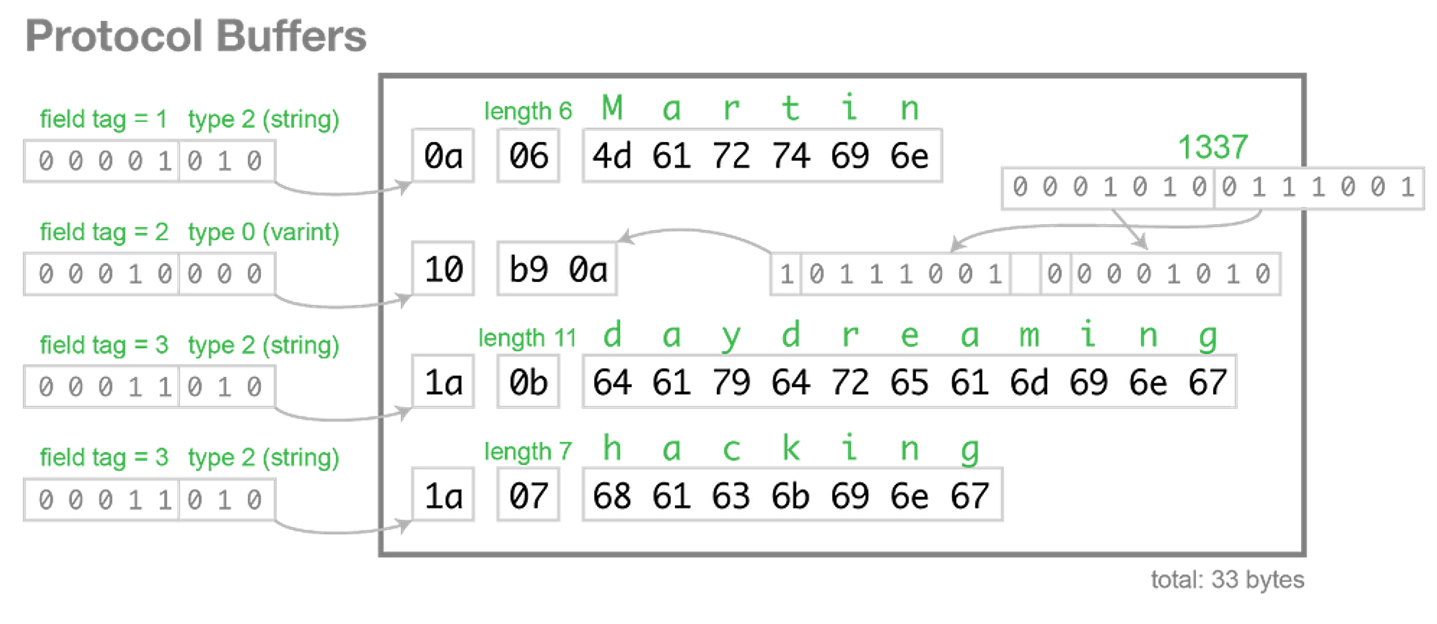 Protocol Buffers
length 6 M a r t i n
field tag = 1 type 2 (string)
0 0 0 0 1 0 1 0 0a 06 4d 61 72 74 69 6e
1337
0 0 0 1 0 1 0 0 1 1 1 0 0 1
field tag = 2 type 0 (varint)
0 0 0 1 0 0 0 0 10 b9 0a 1 0 1 1 1 0 0 1 0 0 0 0 1 0 1 0
length 11 d a y d r e a m i n g
field tag = 3 type 2 (string)
0 0 0 1 1 0 1 0 1a 0b 64 61 79 64 72 65 61 6d 69 6e 67
length 7 h a c k i n g
field tag = 3 type 2 (string)
0 0 0 1 1 0 1 0 1a 07 68 61 63 6b 69 6e 67
total: 33 bytes